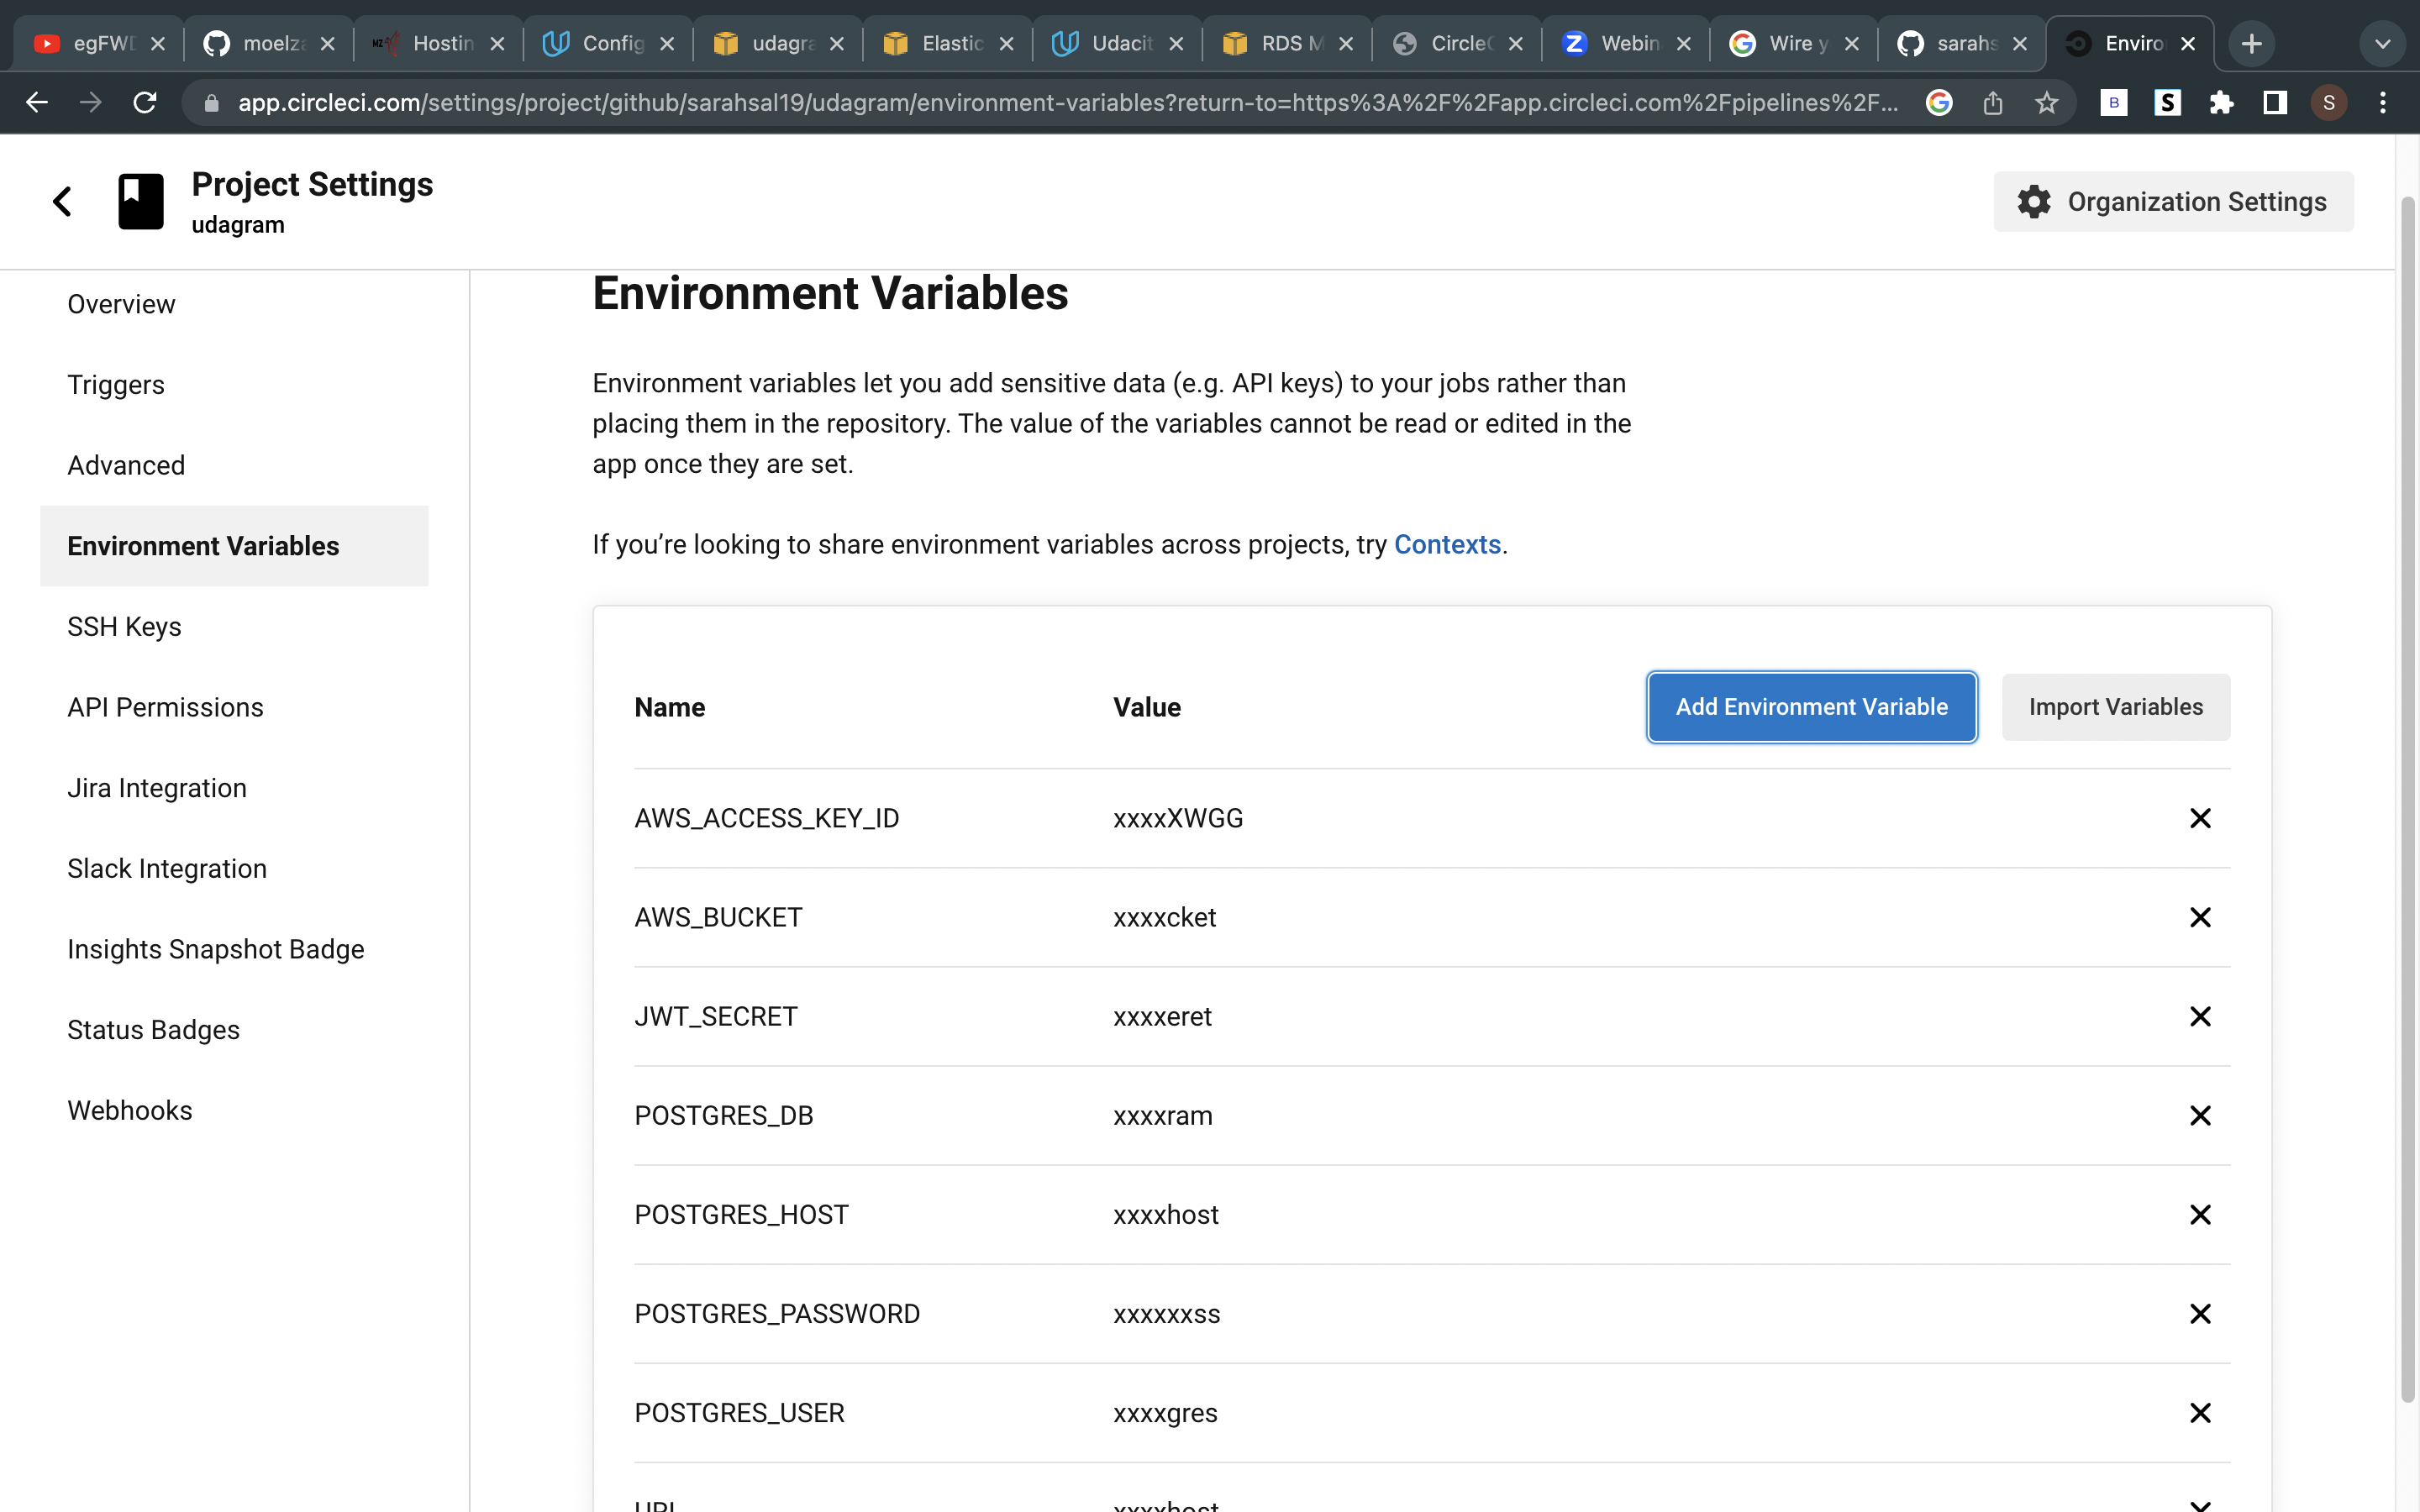 egFWD
moelza
Hostin
Config
udagra
Elastic
Udacit
RDS M
CircleC
Webin
Wire y
sarahs
Enviro
app.circleci.com/settings/project/github/sarahsal19/udagram/environment-variables?return-to=https%3A%2F%2Fapp.circleci.com%2Fpipelines%2F...
B
S
S
Project Settings
udagram
Organization Settings
Overview
Triggers
Advanced
Environment Variables
SSH Keys
API Permissions
Jira Integration
Slack Integration
Insights Snapshot Badge
Status Badges
Webhooks
Environment Variables
Environment variables let you add sensitive data (e.g. API keys) to your jobs rather than
placing them in the repository. The value of the variables cannot be read or edited in the
app once they are set.
If you’re looking to share environment variables across projects, try Contexts.
Name Value Add Environment Variable Import Variables
AWS_ACCESS_KEY_ID xxxxXWGG
AWS_BUCKET xxxxcket
JWT_SECRET xxxxeret
POSTGRES_DB xxxxram
POSTGRES_HOST xxxxhost
POSTGRES_PASSWORD xxxxxxss
POSTGRES_USER xxxxgres
URL xxxxhost